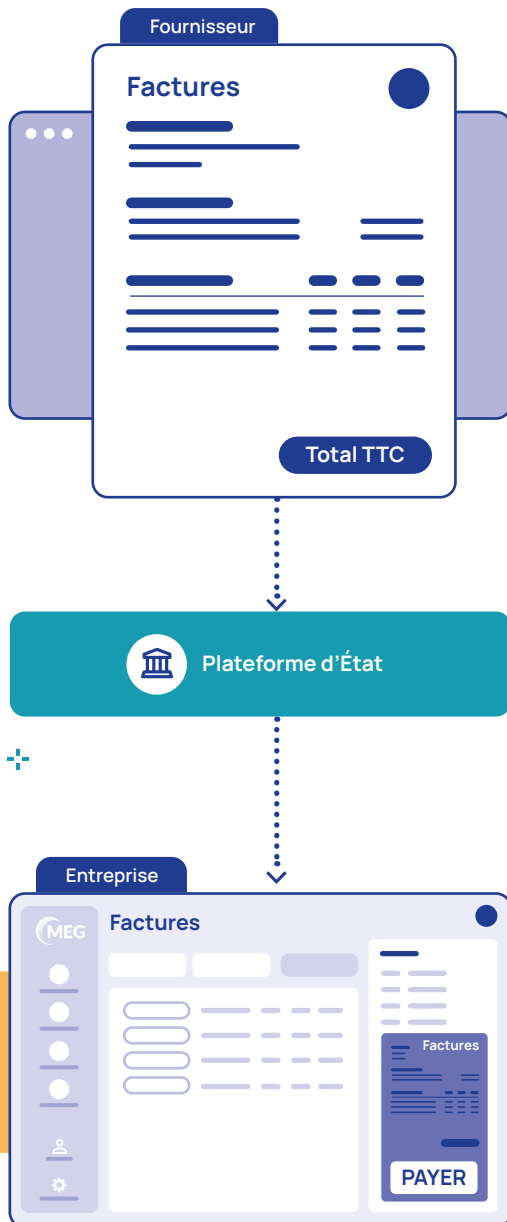 Fournisseur
Factures
Total TTC
Plateforme d’État
Entreprise
MEG
Factures
Factures
PAYER